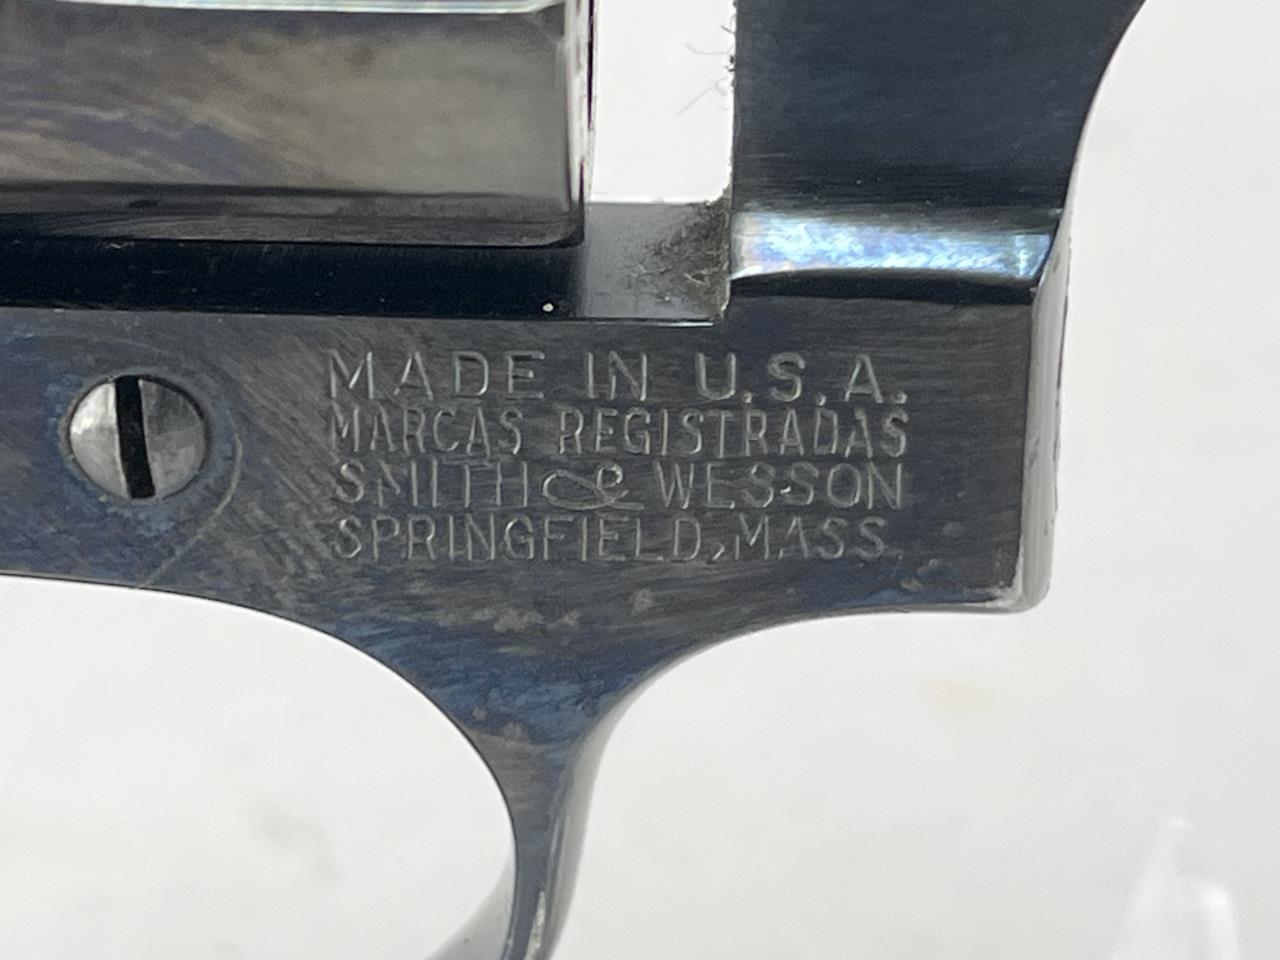 MADE IN U.S.A.
MARCAS REGISTRADAS
SMITH & WESSON
SPRINGFIELD, MASS.